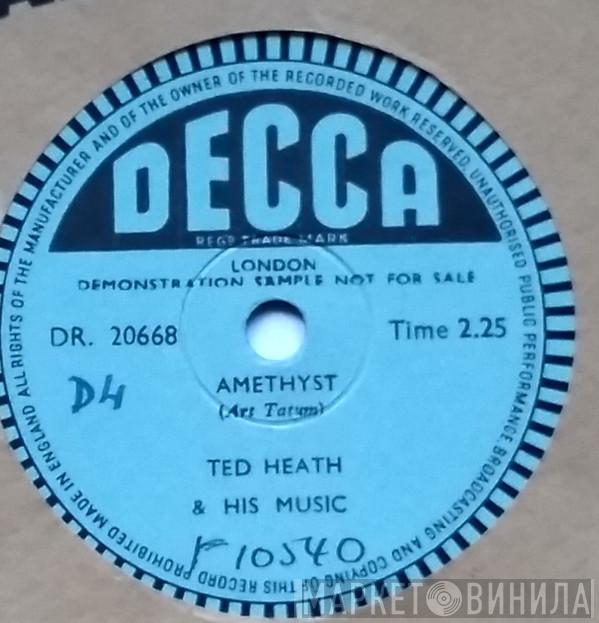 ALL RIGHTS OF THE MANUFACTURER AND OF THE OWNER OF THE RECORDED WORK RESERVED. UNAUTHORISED PUBLIC PERFORMANCE, BROADCASTING AND COPYING OF THIS RECORD PROHIBITED MADE IN ENGLAND
DECCA
REGD TRADE MARK
LONDON
DEMONSTRATION SAMPLE NOT FOR SALE
DR. 20668 Time 2.25
D4
AMETHYST
(Art Tatum)
TED HEATH
& HIS MUSIC
F 10540
МАРКЕТ ВИНИЛА